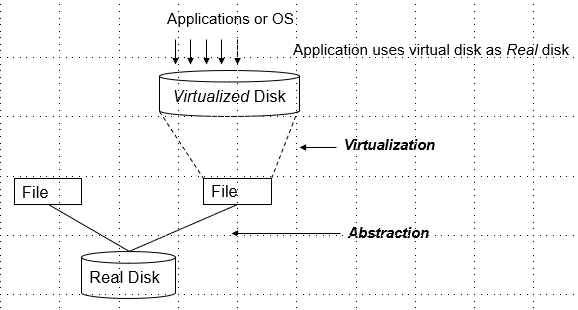 Applications or OS
Application uses virtual disk as Real disk
Virtualized Disk
Virtualization
File
File
Abstraction
Real Disk